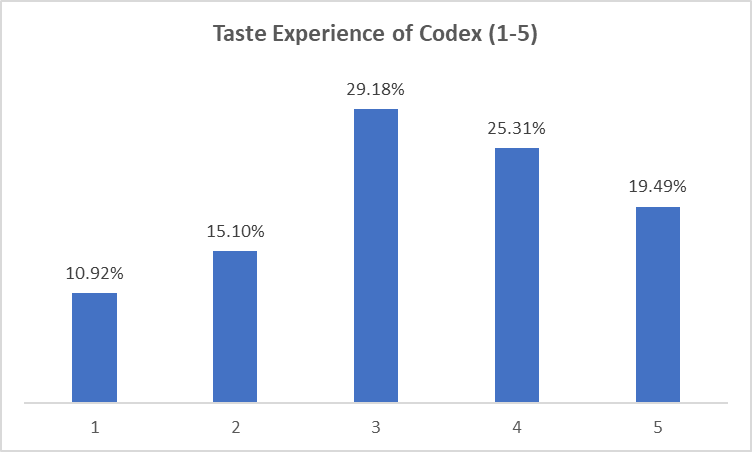 Taste Experience of Codex (1-5)
29.18%
25.31%
19.49%
15.10%
10.92%
1 2 3 4 5